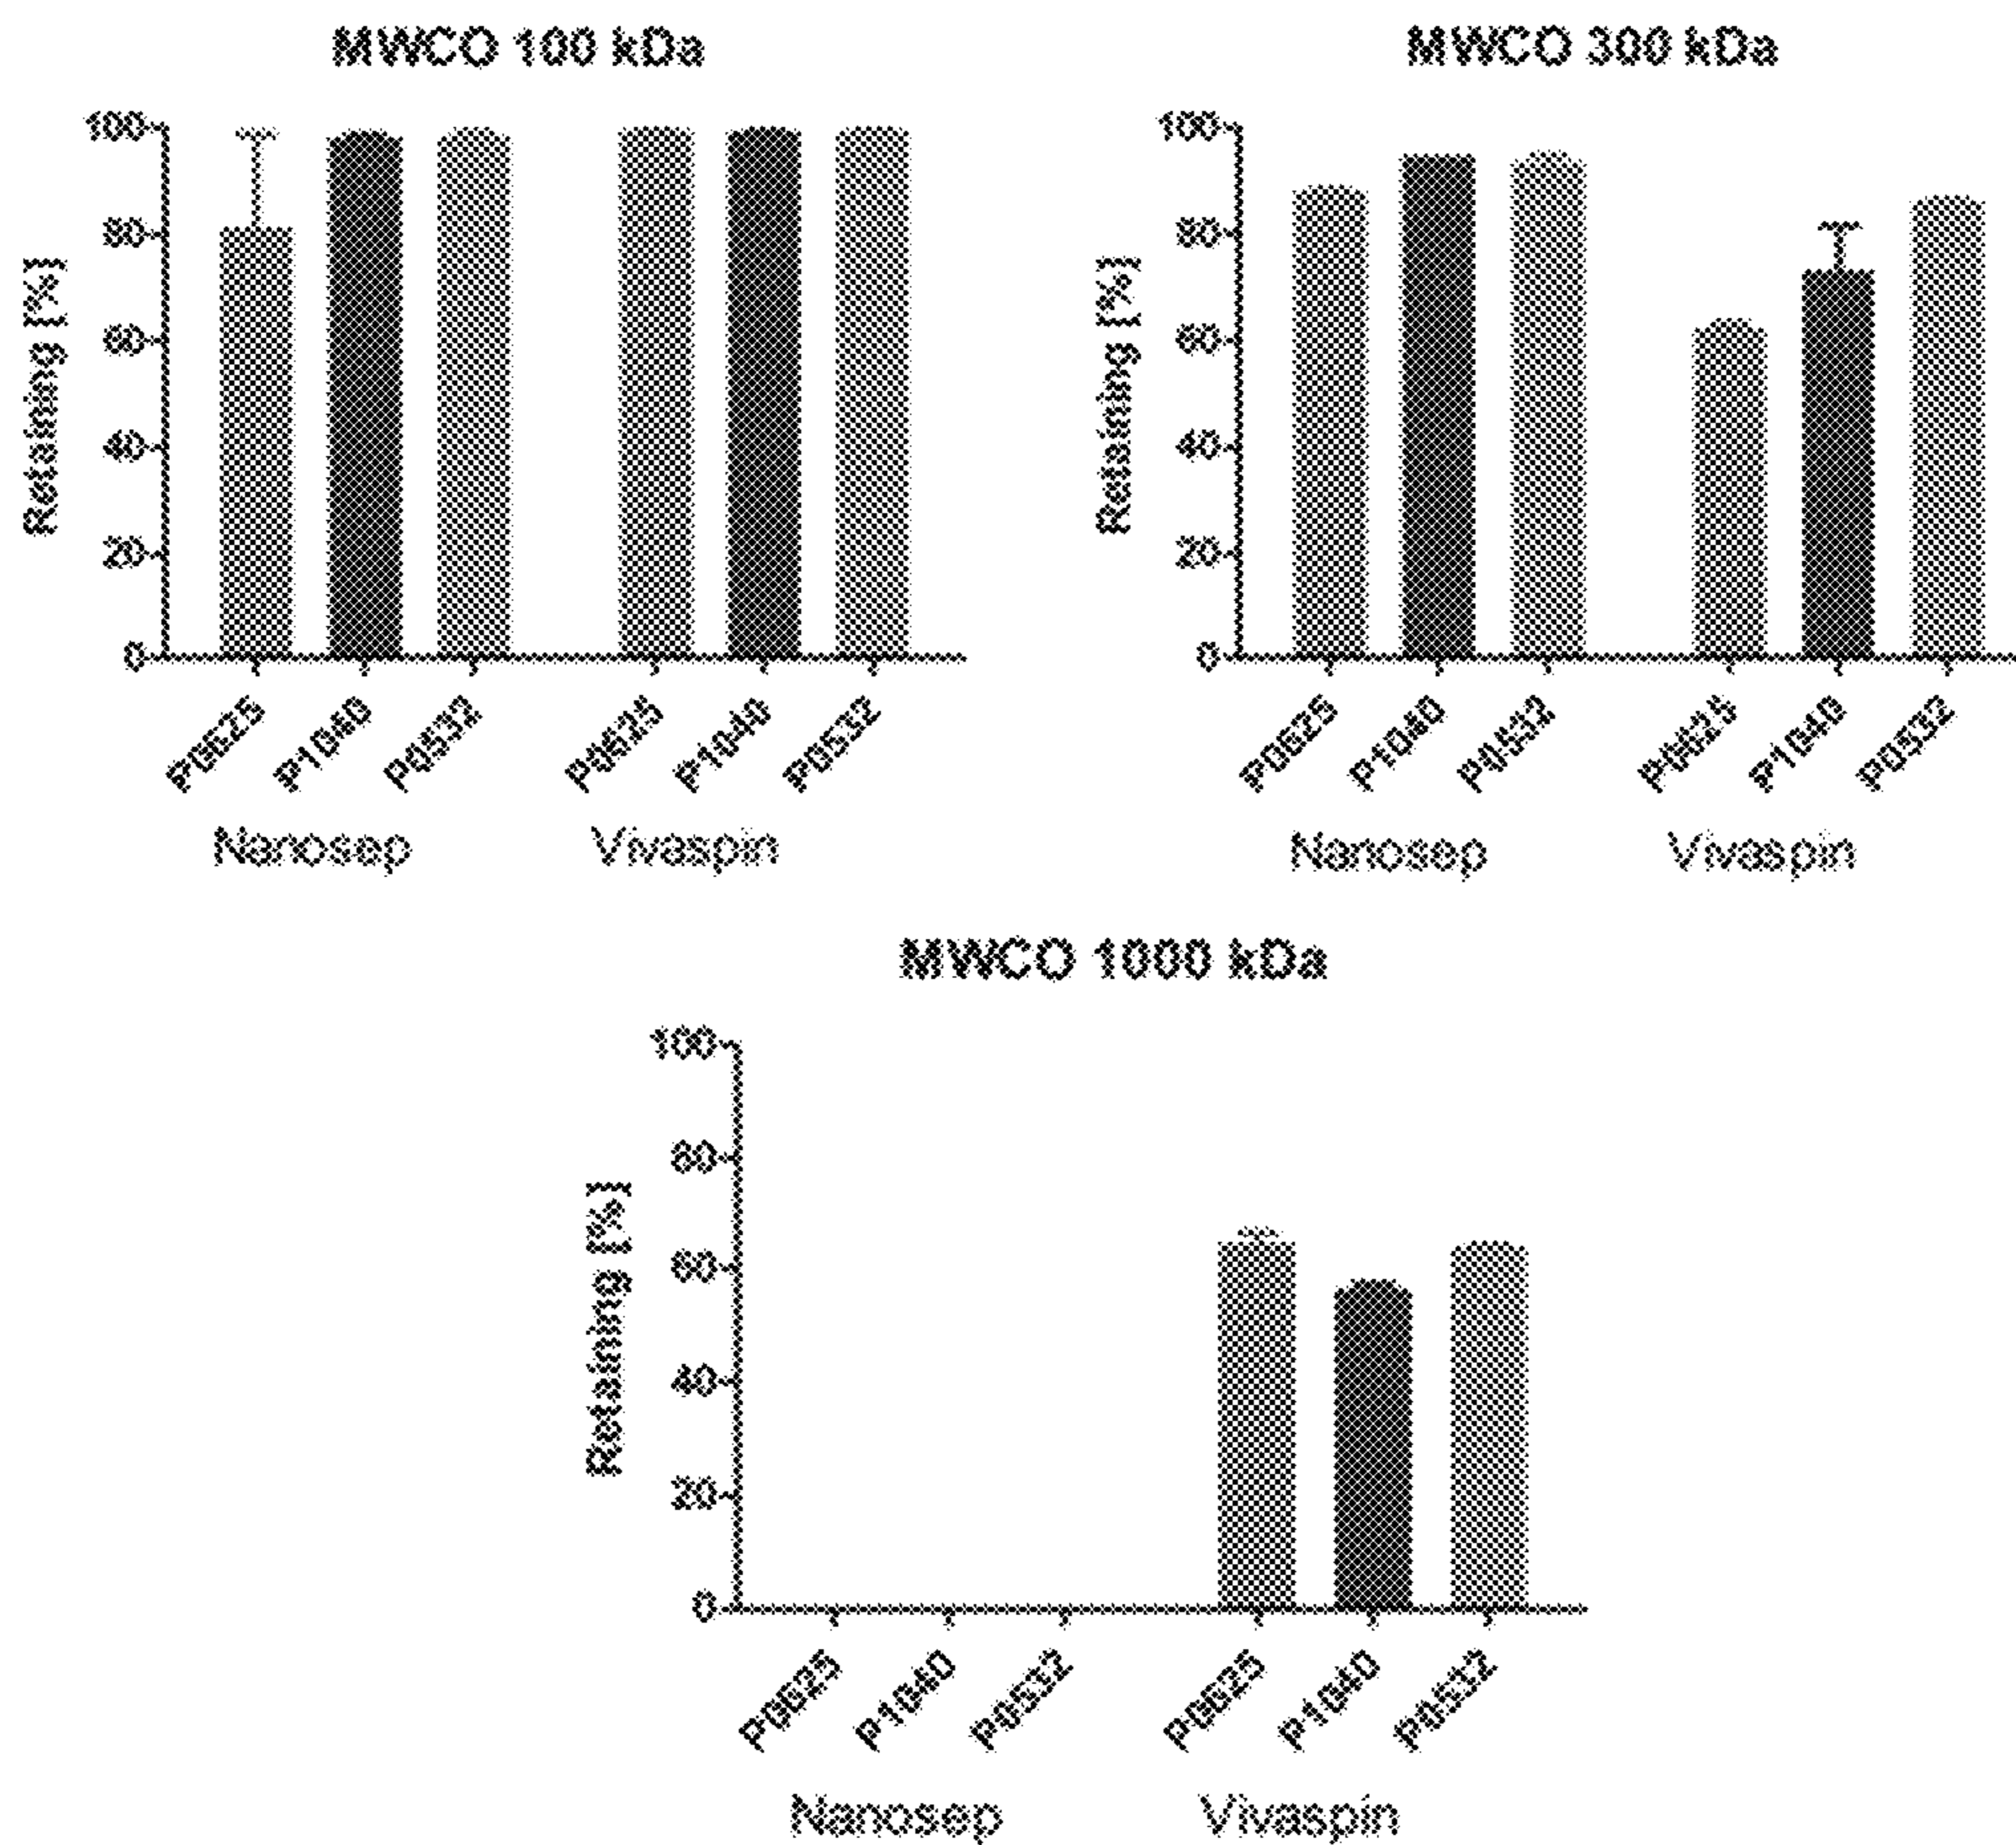 MWCO 100 kDa
Retaining [%]
100
80
60
40
20
0
P0625 P1040 P0532 P0625 P1040 P0532
Nanosep Vivaspin
MWCO 300 kDa
Retaining [%]
100
80
60
40
20
0
P0625 P1040 P0532 P0625 P1040 P0532
Nanosep Vivaspin
MWCO 1000 kDa
Retaining [%]
100
80
60
40
20
0
P0625 P1040 P0532 P0625 P1040 P0532
Nanosep Vivaspin